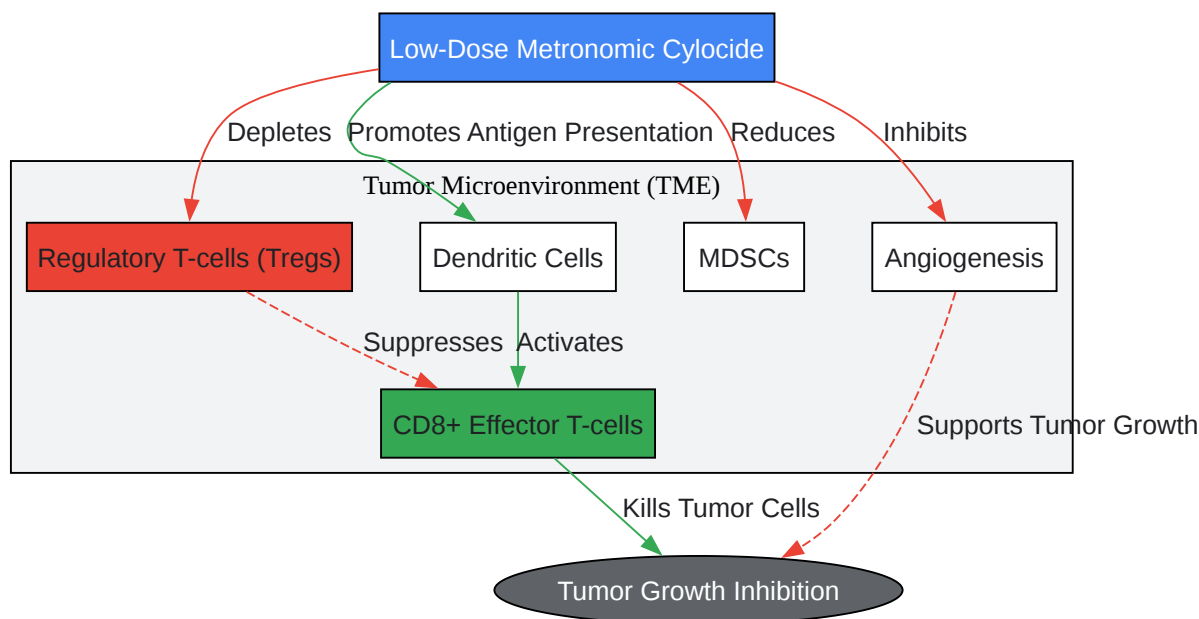 Low-Dose Metronomic Cylocide
Depletes
Promotes Antigen Presentation
Reduces
Inhibits
Tumor Microenvironment (TME)
Regulatory T-cells (Tregs)
Dendritic Cells
MDSCs
Angiogenesis
Suppresses
Activates
CD8+ Effector T-cells
Supports Tumor Growth
Kills Tumor Cells
Tumor Growth Inhibition